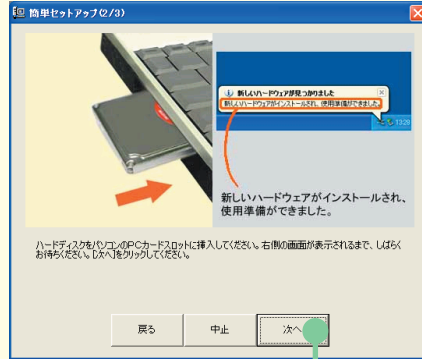 簡単セットアップ(2/3)
新しいハードウェアが見つかりました
新しいハードウェアがインストールされ、使用準備ができました。
13:28
新しいハードウェアがインストールされ、
使用準備ができました。
ハードディスクをパソコンのPCカードスロットに挿入してください。右側の画面が表示されるまで、しばらく
お待ちください。[次へ]をクリックしてください。
戻る
中止
次へ